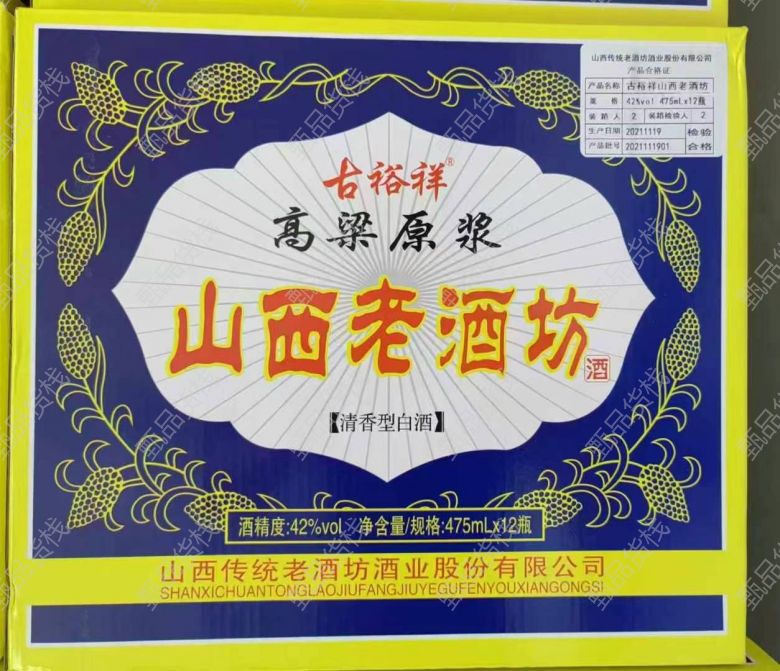 山西传统老酒坊酒业股份有限公司
产品合格证
产品名称 古裕祥山西老酒坊
规 格 42%vol 475mLx12瓶
装箱人 2 装箱检验人 2
生产日期 20211119 检验
产品批号 2021111901 合格
古裕祥®
高粱原浆
山西老酒坊
酒
【清香型白酒】
酒精度:42%vol 净含量/规格:475mLx12瓶
山西传统老酒坊酒业股份有限公司
SHANXICHUANTONGLAOJIUFANGJIUYEGUFENYOUXIANGONGSI
甄品货栈